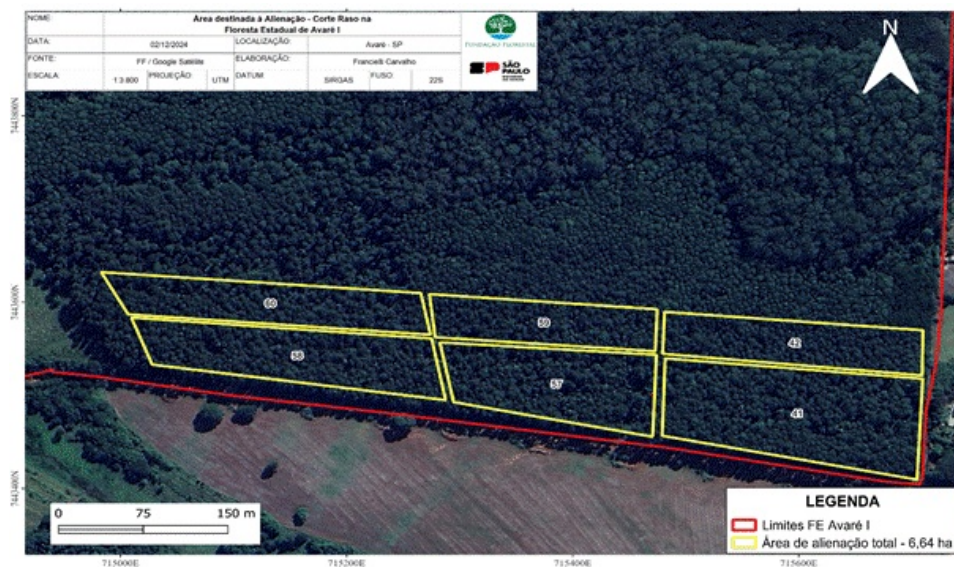 NOME: Área destinada à Alienação - Corte Raso na
Floresta Estadual de Avaré I
DATA: 02/12/2024 LOCALIZAÇÃO: Avaré - SP
FONTE: FF / Google Satélite ELABORAÇÃO: Francielli Carvalho
ESCALA: 1:3.800 PROJEÇÃO: UTM DATUM: SIRGAS FUSO: 22S
FUNDAÇÃO FLORESTAL
SP SÃO PAULO
N
7443800N
7443600N
7443400N
60
59
42
58
57
41
0 75 150 m
LEGENDA
Limites FE Avaré I
Área de alienação total - 6,64 ha
715000E 715200E 715400E 715600E